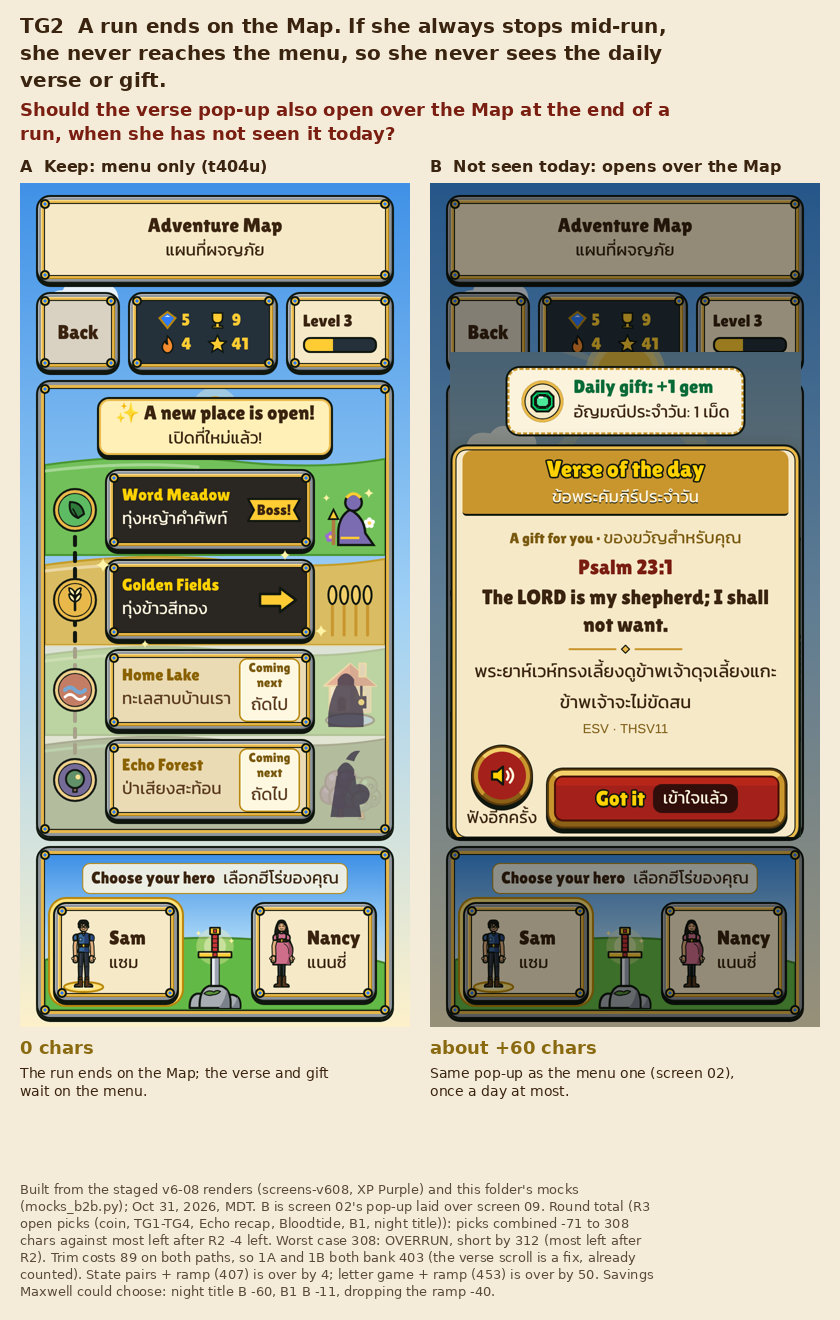 TG2 A run ends on the Map. If she always stops mid-run,
she never reaches the menu, so she never sees the daily
verse or gift.
Should the verse pop-up also open over the Map at the end of a
run, when she has not seen it today?
A Keep: menu only (t404u)
Adventure Map
แผนที่ผจญภัย
Back
5 9
4 41
Level 3
✨ A new place is open!
เปิดที่ใหม่แล้ว!
Word Meadow
ทุ่งหญ้าคำศัพท์
Boss!
Golden Fields
ทุ่งข้าวสีทอง
Home Lake
ทะเลสาบบ้านเรา
Coming
next
ถัดไป
Echo Forest
ป่าเสียงสะท้อน
Coming
next
ถัดไป
Choose your hero เลือกฮีโร่ของคุณ
Sam
แซม
Nancy
แนนซี่
0 chars
The run ends on the Map; the verse and gift
wait on the menu.
B Not seen today: opens over the Map
Adventure Map
แผนที่ผจญภัย
Back
5 9
4 41
Level 3
Daily gift: +1 gem
อัญมณีประจำวัน: 1 เม็ด
Verse of the day
ข้อพระคัมภีร์ประจำวัน
A gift for you · ของขวัญสำหรับคุณ
Psalm 23:1
The LORD is my shepherd; I shall
not want.
พระยาห์เวห์ทรงเลี้ยงดูข้าพเจ้าดุจเลี้ยงแกะ
ข้าพเจ้าจะไม่ขัดสน
ESV · THSV11
ฟังอีกครั้ง
Got it เข้าใจแล้ว
Choose your hero เลือกฮีโร่ของคุณ
Sam
แซม
Nancy
แนนซี่
about +60 chars
Same pop-up as the menu one (screen 02),
once a day at most.
Built from the staged v6-08 renders (screens-v608, XP Purple) and this folder's mocks
(mocks_b2b.py); Oct 31, 2026, MDT. B is screen 02's pop-up laid over screen 09. Round total (R3
open picks (coin, TG1-TG4, Echo recap, Bloodtide, B1, night title)): picks combined -71 to 308
chars against most left after R2 -4 left. Worst case 308: OVERRUN, short by 312 (most left after
R2). Trim costs 89 on both paths, so 1A and 1B both bank 403 (the verse scroll is a fix, already
counted). State pairs + ramp (407) is over by 4; letter game + ramp (453) is over by 50. Savings
Maxwell could choose: night title B -60, B1 B -11, dropping the ramp -40.